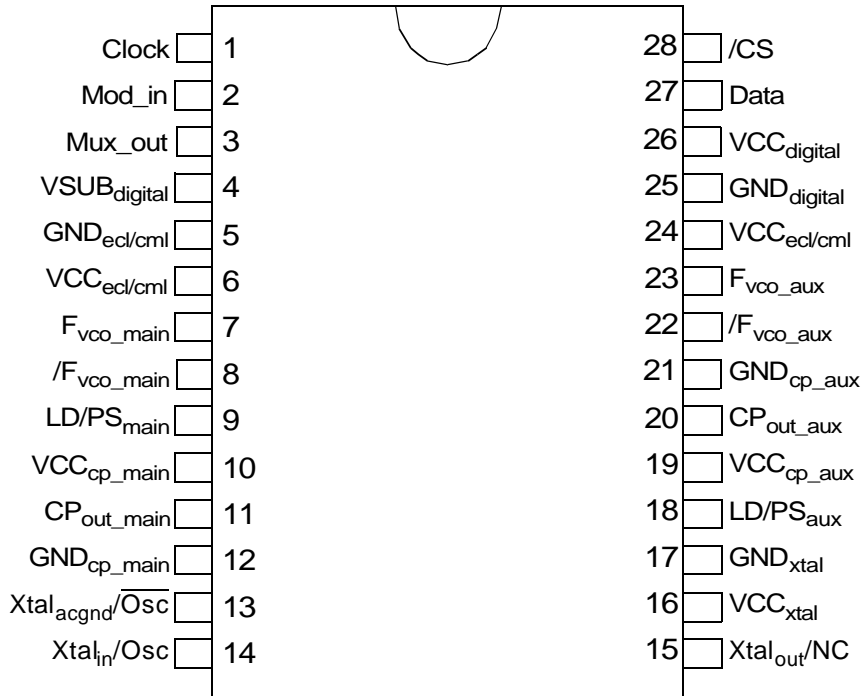 Clock 1 28 /CS
Mod_in 2 27 Data
Mux_out 3 26 VCCdigital
VSUBdigital 4 25 GNDdigital
GNDecl/cml 5 24 VCCecl/cml
VCCecl/cml 6 23 Fvco_aux
Fvco_main 7 22 /Fvco_aux
/Fvco_main 8 21 GNDcp_aux
LD/PSmain 9 20 CPout_aux
VCCcp_main 10 19 VCCcp_aux
CPout_main 11 18 LD/PSaux
GNDcp_main 12 17 GNDxtal
Xtalacgnd/Osc 13 16 VCCxtal
Xtalin/Osc 14 15 Xtalout/NC